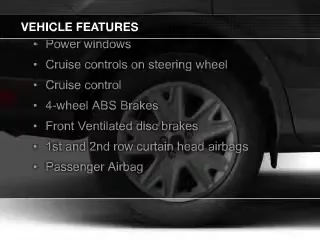 VEHICLE FEATURES
• Power windows
• Cruise controls on steering wheel
• Cruise control
• 4-wheel ABS Brakes
• Front Ventilated disc brakes
• 1st and 2nd row curtain head airbags
• Passenger Airbag